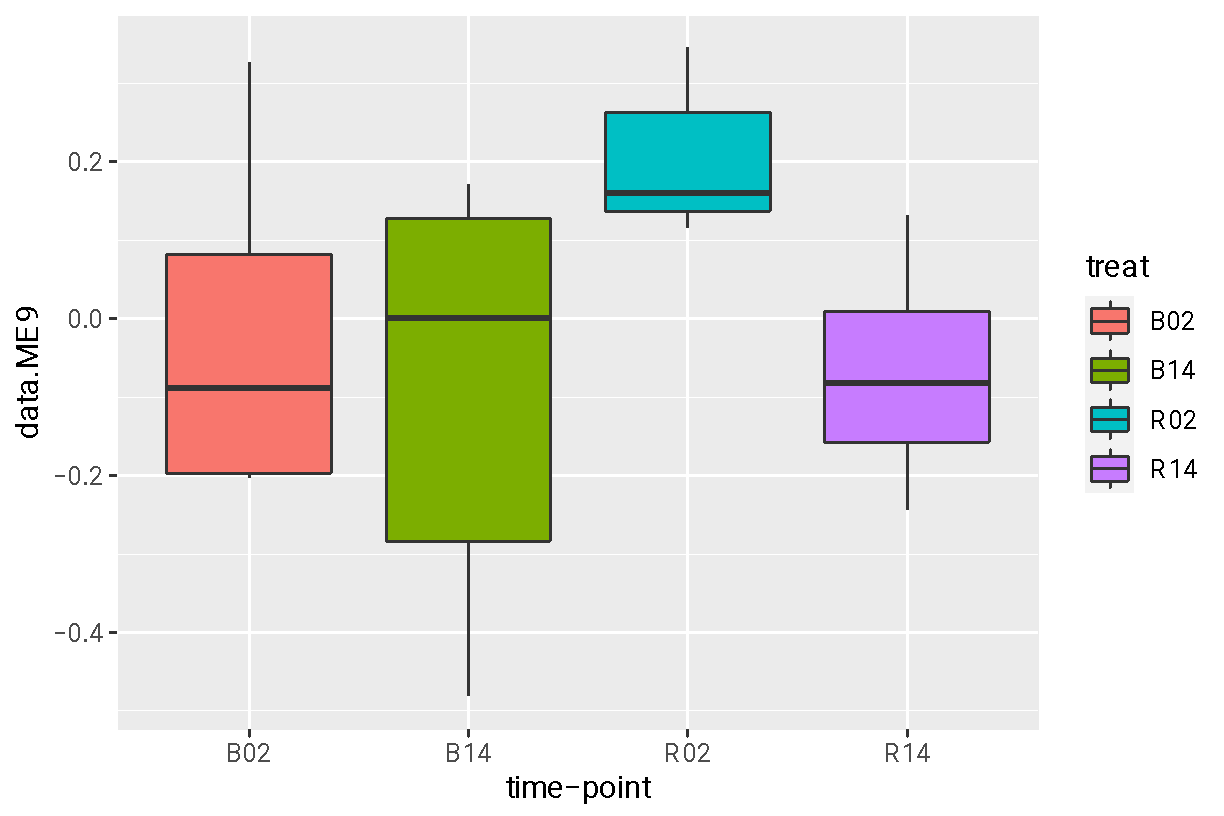 data.ME9
0.2
0.0
−0.2
−0.4
B02
B14
R02
R14
time−point
treat
B02
B14
R02
R14